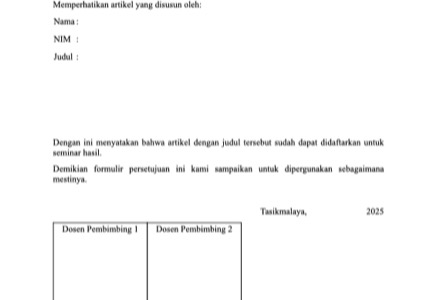 Memperhatikan artikel yang disusun oleh:
Nama :
NIM :
Judul :
Dengan ini menyatakan bahwa artikel dengan judul tersebut sudah dapat didaftarkan untuk
seminar hasil.
Demikian formulir persetujuan ini kami sampaikan untuk dipergunakan sebagaimana
mestinya.
Tasikmalaya, 2025
Dosen Pembimbing 1 Dosen Pembimbing 2